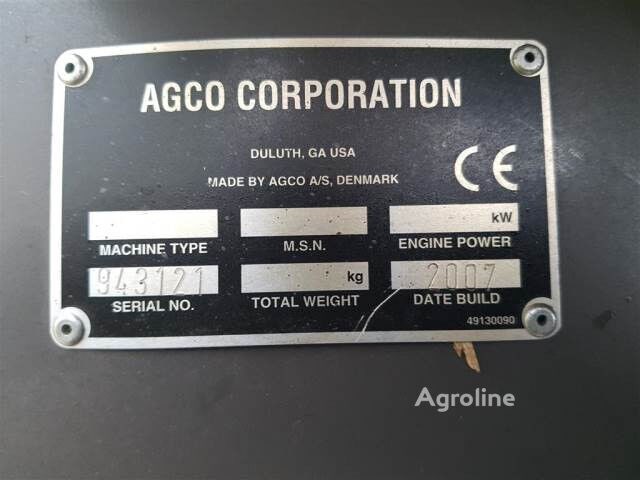 AGCO CORPORATION
DULUTH, GA USA
MADE BY AGCO A/S, DENMARK
CE
kW
MACHINE TYPE M.S.N. ENGINE POWER
943121 kg 2007
SERIAL NO. TOTAL WEIGHT DATE BUILD
49130090
Agroline